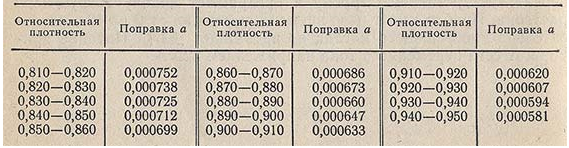 Относительная плотность Поправка a Относительная плотность Поправка a Относительная плотность Поправка a
0,810—0,820 0,000752 0,860—0,870 0,000686 0,910—0,920 0,000620
0,820—0,830 0,000738 0,870—0,880 0,000673 0,920—0,930 0,000607
0,830—0,840 0,000725 0,880—0,890 0,000660 0,930—0,940 0,000594
0,840—0,850 0,000712 0,890—0,900 0,000647 0,940—0,950 0,000581
0,850—0,860 0,000699 0,900—0,910 0,000633